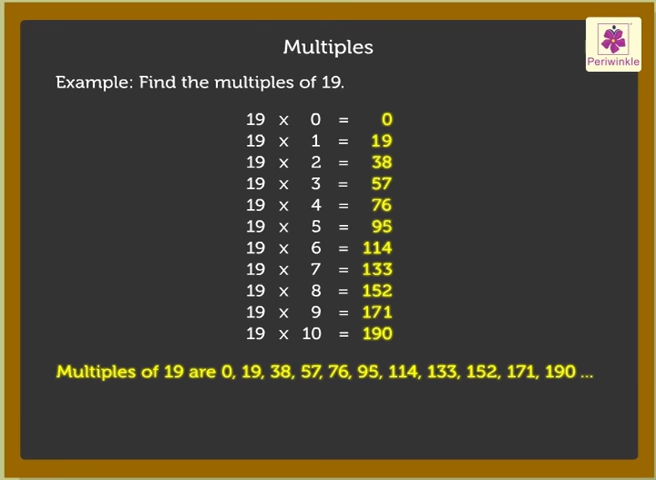 Multiples
Periwinkle
Example: Find the multiples of 19.
19 x 0 = 0
19 x 1 = 19
19 x 2 = 38
19 x 3 = 57
19 x 4 = 76
19 x 5 = 95
19 x 6 = 114
19 x 7 = 133
19 x 8 = 152
19 x 9 = 171
19 x 10 = 190
Multiples of 19 are 0, 19, 38, 57, 76, 95, 114, 133, 152, 171, 190 ...